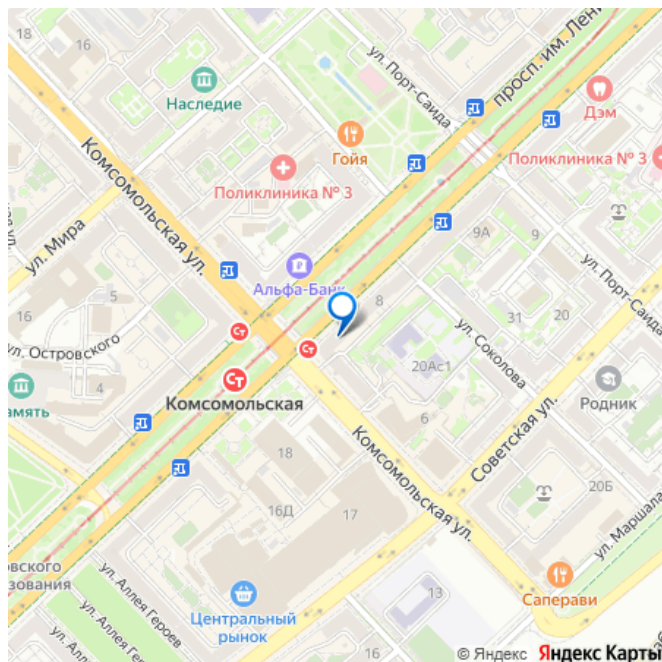 18
16
ул. Порт-Саида
просп. им. Лени
Наследие
Дэм
Гойя
Комсомольская ул.
Поликлиника № 3
Поликлиника № 3
9А
9
ул. Мира
Альфа-Банк
ул. Порт-Саида
5
8
16
31
20
ул. Соколова
ул. Островского
20Ас1
Ст
Ст
Ст
4
Родник
Комсомольская
амять
6
Советская ул.
Комсомольская ул.
18
20Б
16Д
17
ул. Маршала
овского
зования
ул. Аллея Героев
Саперави
13
Центральный
рынок
ул. Аллея Героев
© Яндекс Яндекс Карты